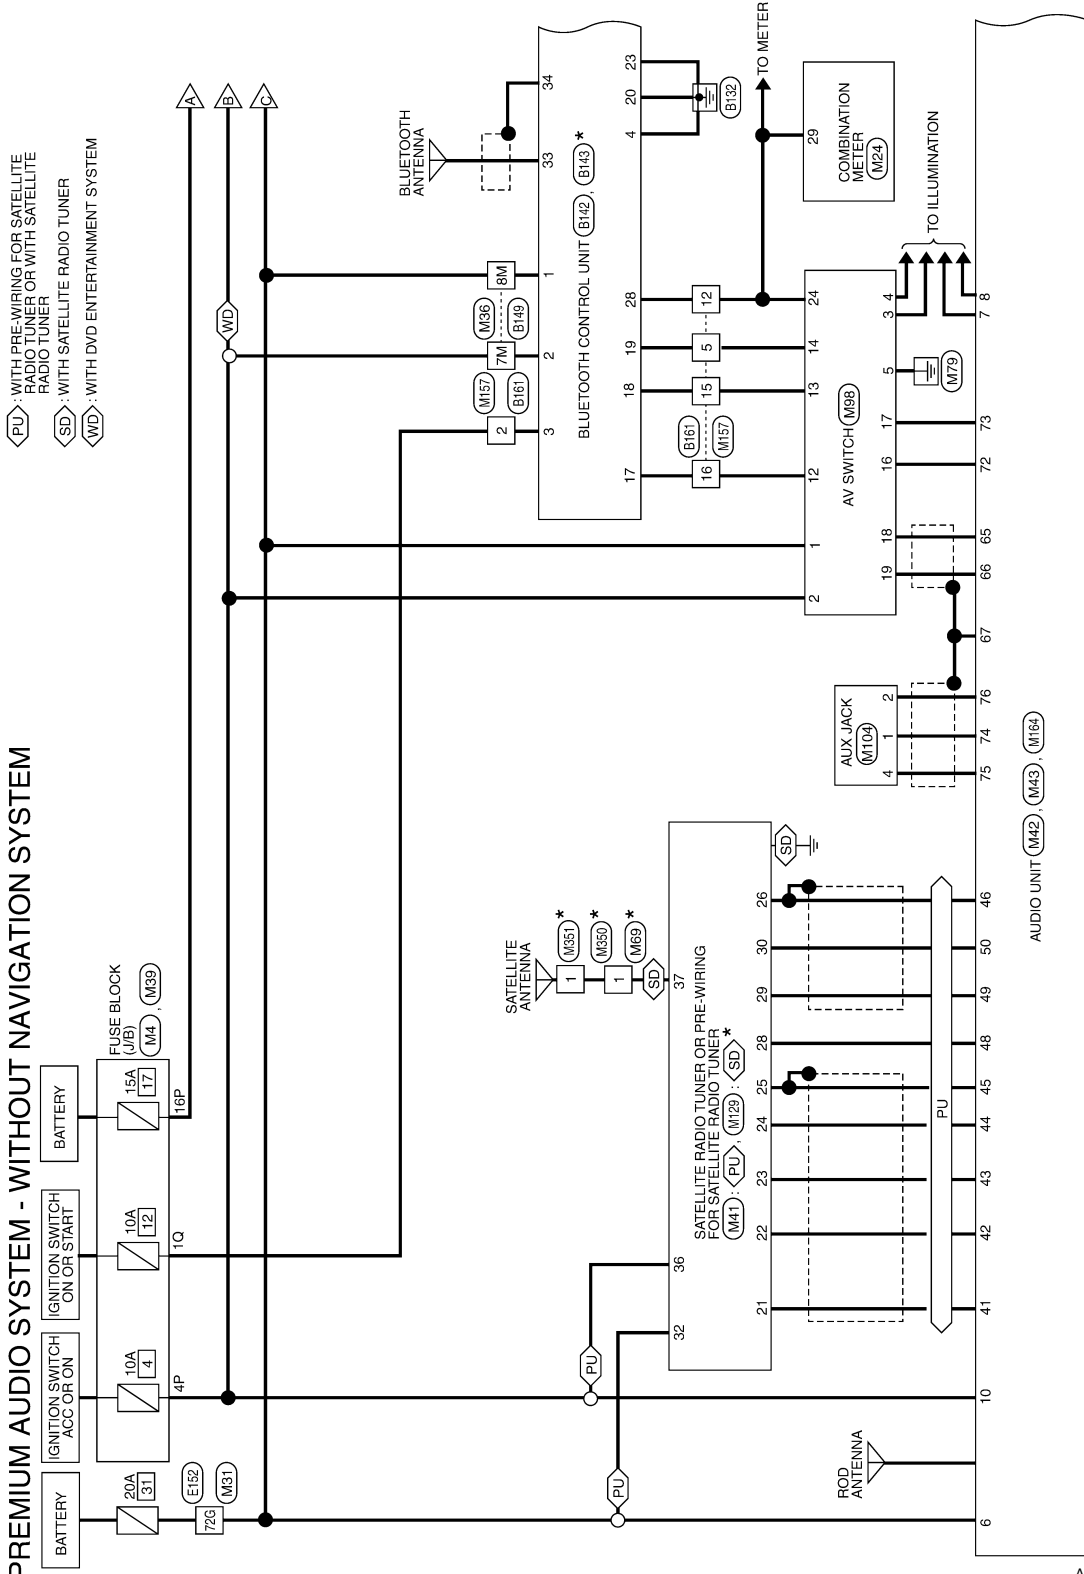 PREMIUM AUDIO SYSTEM - WITHOUT NAVIGATION SYSTEM
PU : WITH PRE-WIRING FOR SATELLITE
RADIO TUNER OR WITH SATELLITE
RADIO TUNER
SD : WITH SATELLITE RADIO TUNER
WD : WITH DVD ENTERTAINMENT SYSTEM
BATTERY
IGNITION SWITCH
ACC OR ON
IGNITION SWITCH
ON OR START
BATTERY
20A
31
10A
4
10A
12
15A
17
FUSE BLOCK
(J/B)
M4 , M39
E152
M31
72G
4P
1Q
16P
WD
A
B
C
M157
B161
M36
B149
2
7M
8M
BLUETOOTH
ANTENNA
3
2
1
33
34
BLUETOOTH CONTROL UNIT B142 , B143 *
17
18
19
28
4
20
23
B132
B161
M157
16
15
5
12
TO METER
SATELLITE
ANTENNA
1
M351 *
1
M350 *
M69 *
SD
PU
PU
32
36
37
SATELLITE RADIO TUNER OR PRE-WIRING
FOR SATELLITE RADIO TUNER
M41 : PU , M129 : SD *
21
22
23
24
25
28
29
30
26
SD
2
1
12
13
14
24
AV SWITCH M98
19
18
16
17
5
3
4
29
COMBINATION
METER
M24
M79
TO ILLUMINATION
AUX JACK
M104
4
1
2
ROD
ANTENNA
PU
6
10
41
42
43
44
45
48
49
50
46
75
74
76
67
66
65
72
73
7
8
AUDIO UNIT M42 , M43 , M164